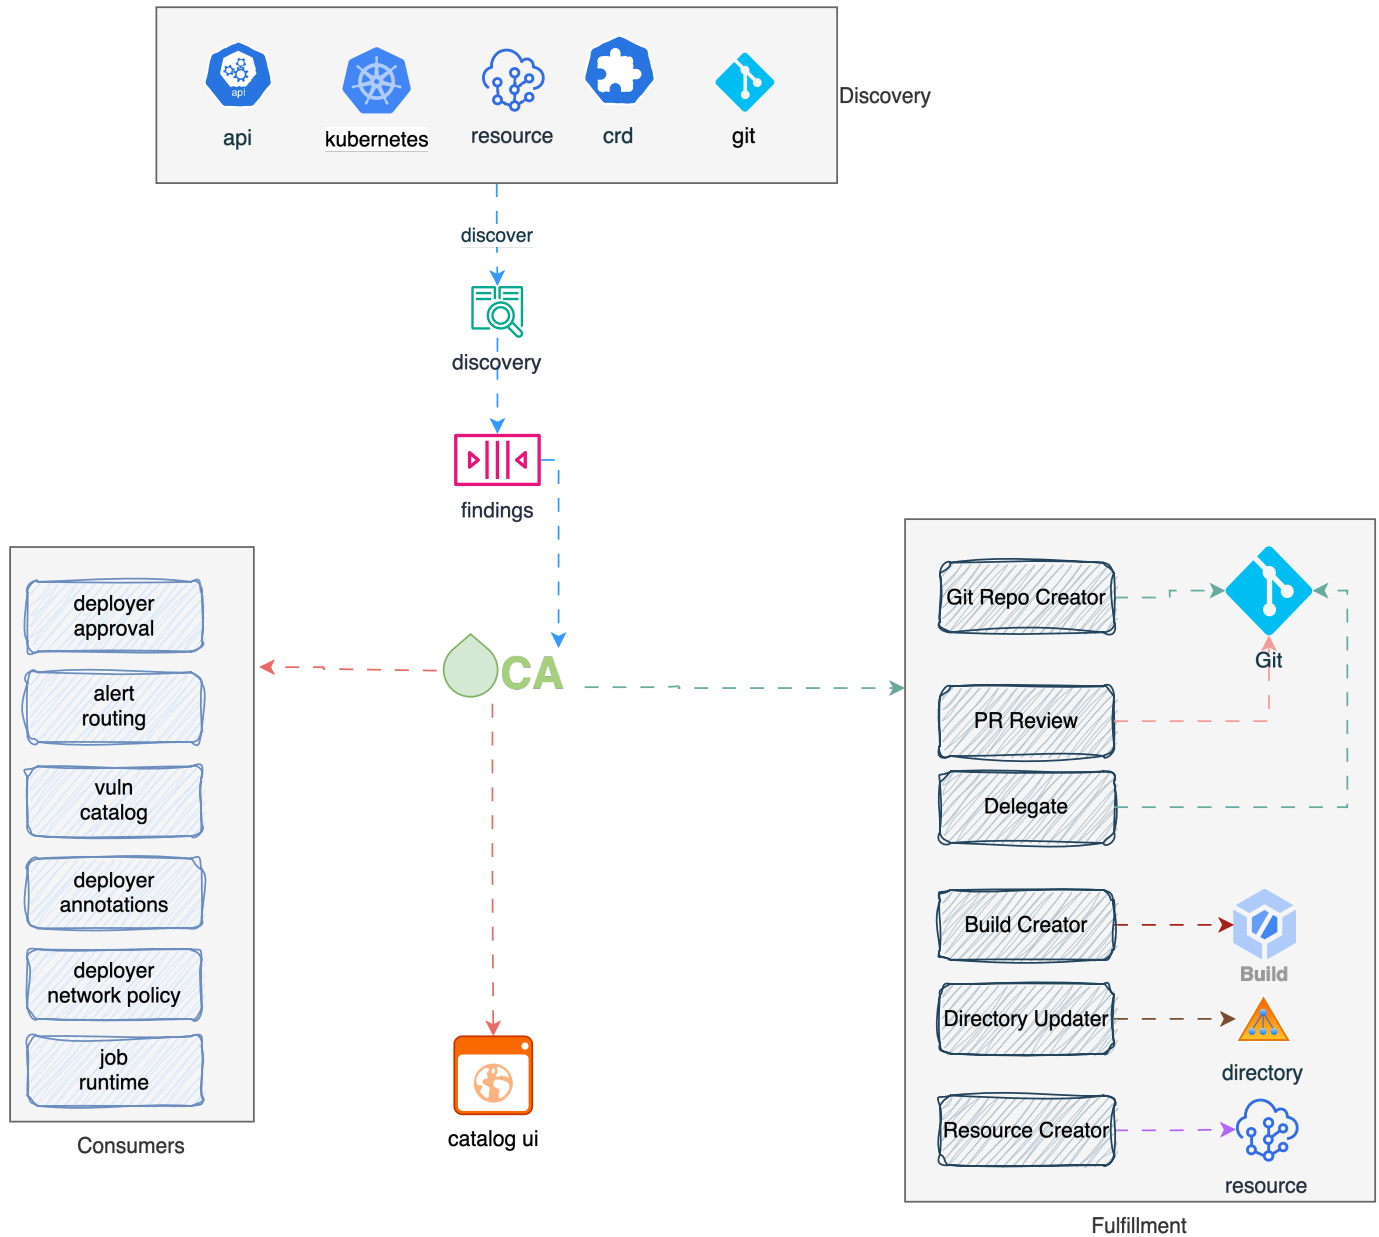 api
kubernetes
resource
crd
git
Discovery
discover
discovery
findings
CA
catalog ui
deployer
approval
alert
routing
vuln
catalog
deployer
annotations
deployer
network policy
job
runtime
Consumers
Git Repo Creator
Git
PR Review
Delegate
Build Creator
Build
Directory Updater
directory
Resource Creator
resource
Fulfillment